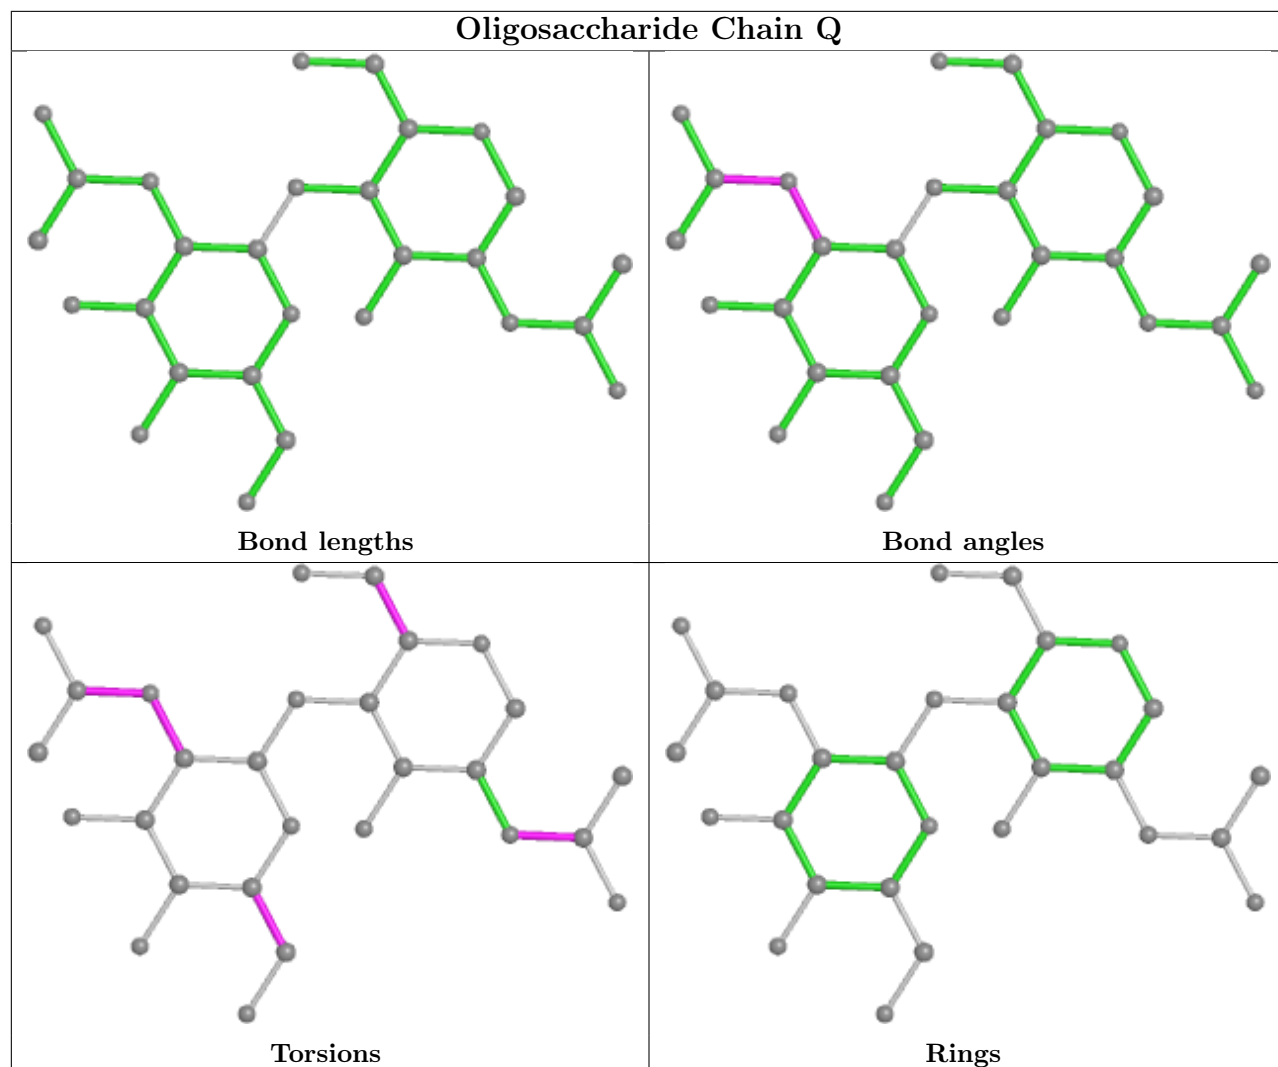 Oligosaccharide Chain Q
Bond lengths
Bond angles
Torsions
Rings